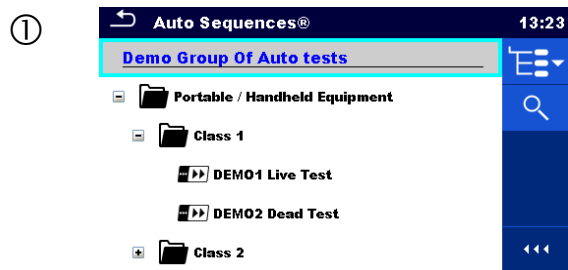 ①
Auto Sequences® 13:23
Demo Group Of Auto tests
Portable / Handheld Equipment
Class 1
DEMO1 Live Test
DEMO2 Dead Test
Class 2